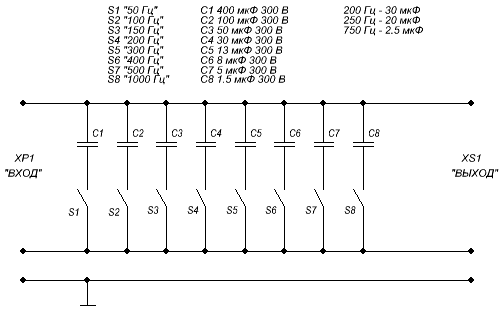 S1 "50 Гц" C1 400 мкФ 300 В 200 Гц - 30 мкФ
S2 "100 Гц" C2 100 мкФ 300 В 250 Гц - 20 мкФ
S3 "150 Гц" C3 50 мкФ 300 В 750 Гц - 2.5 мкФ
S4 "200 Гц" C4 30 мкФ 300 В
S5 "300 Гц" C5 13 мкФ 300 В
S6 "400 Гц" C6 8 мкФ 300 В
S7 "500 Гц" C7 5 мкФ 300 В
S8 "1000 Гц" C8 1.5 мкФ 300 В
C1 C2 C3 C4 C5 C6 C7 C8
XP1 XS1
"ВХОД" "ВЫХОД"
S1 S2 S3 S4 S5 S6 S7 S8